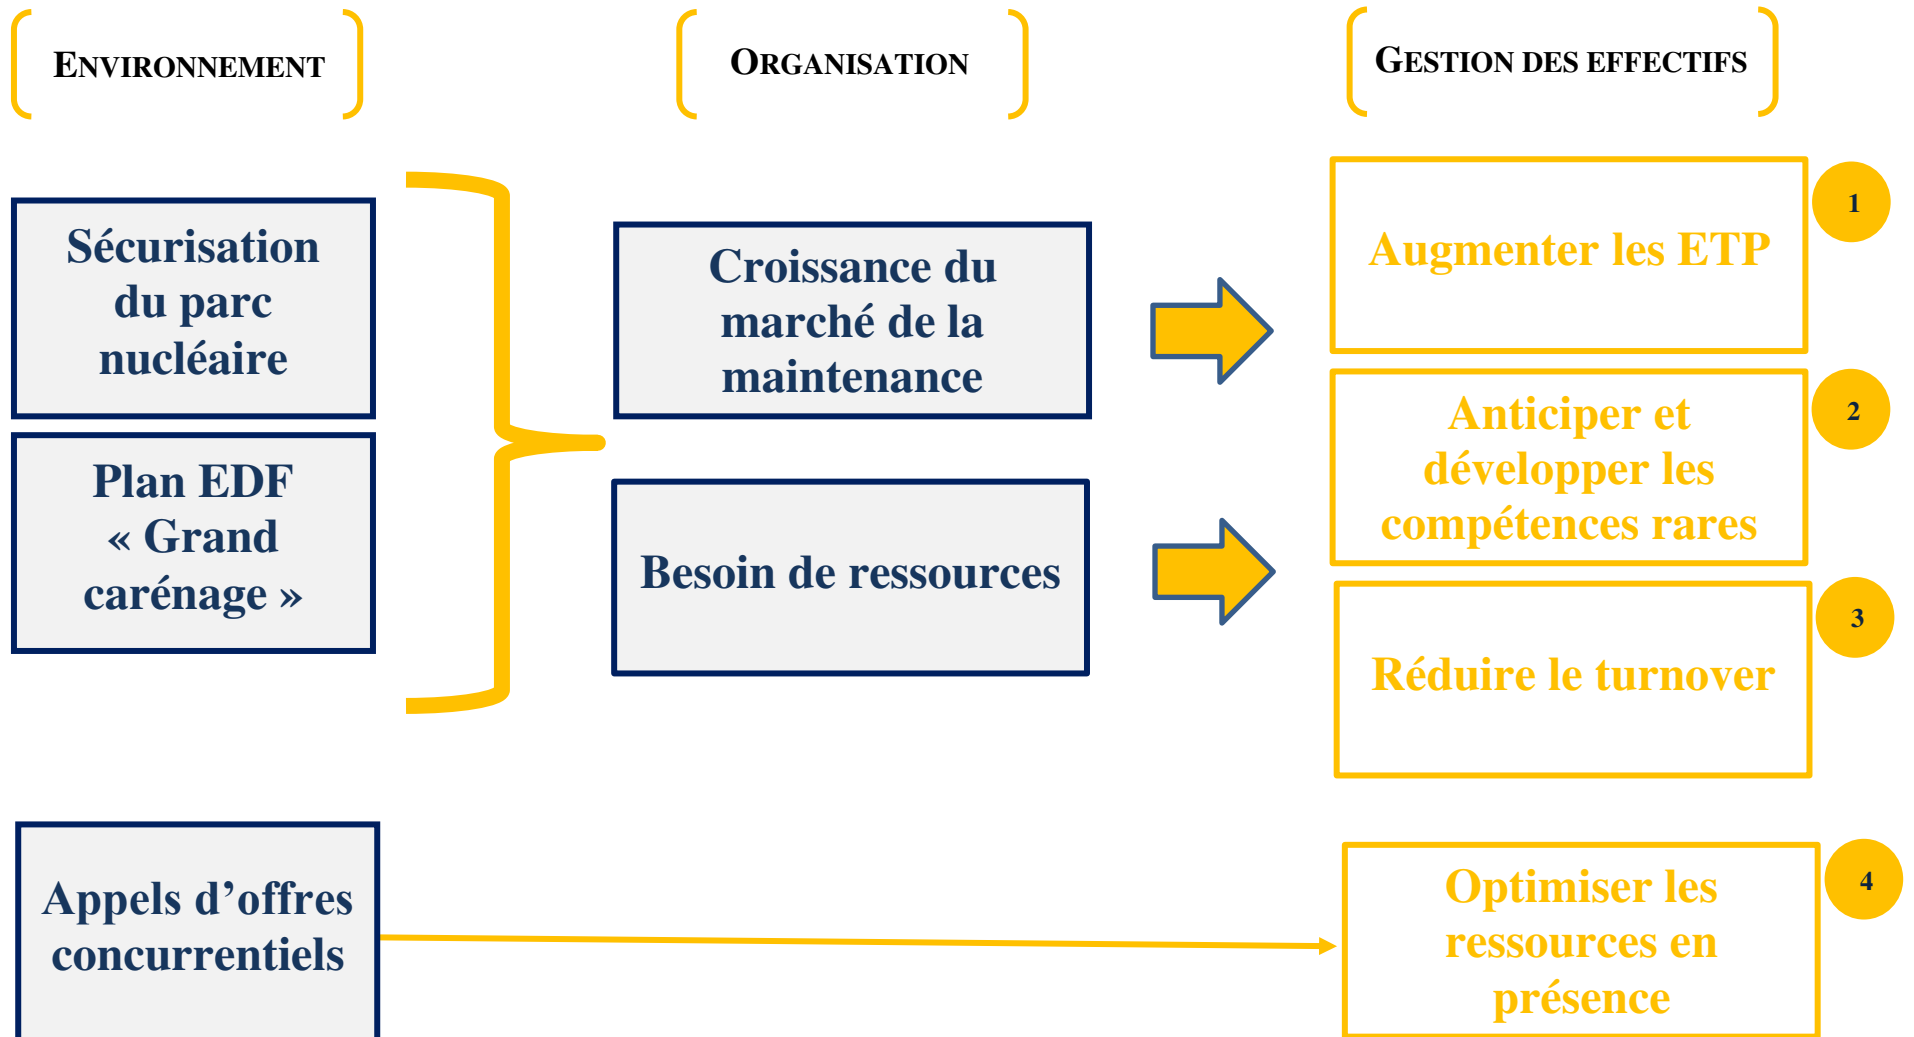 ENVIRONNEMENT
ORGANISATION
GESTION DES EFFECTIFS
Sécurisation
du parc
nucléaire
Plan EDF
« Grand
carénage »
Croissance du
marché de la
maintenance
Besoin de ressources
Augmenter les ETP
1
Anticiper et
développer les
compétences rares
2
Réduire le turnover
3
Appels d’offres
concurrentiels
Optimiser les
ressources en
présence
4